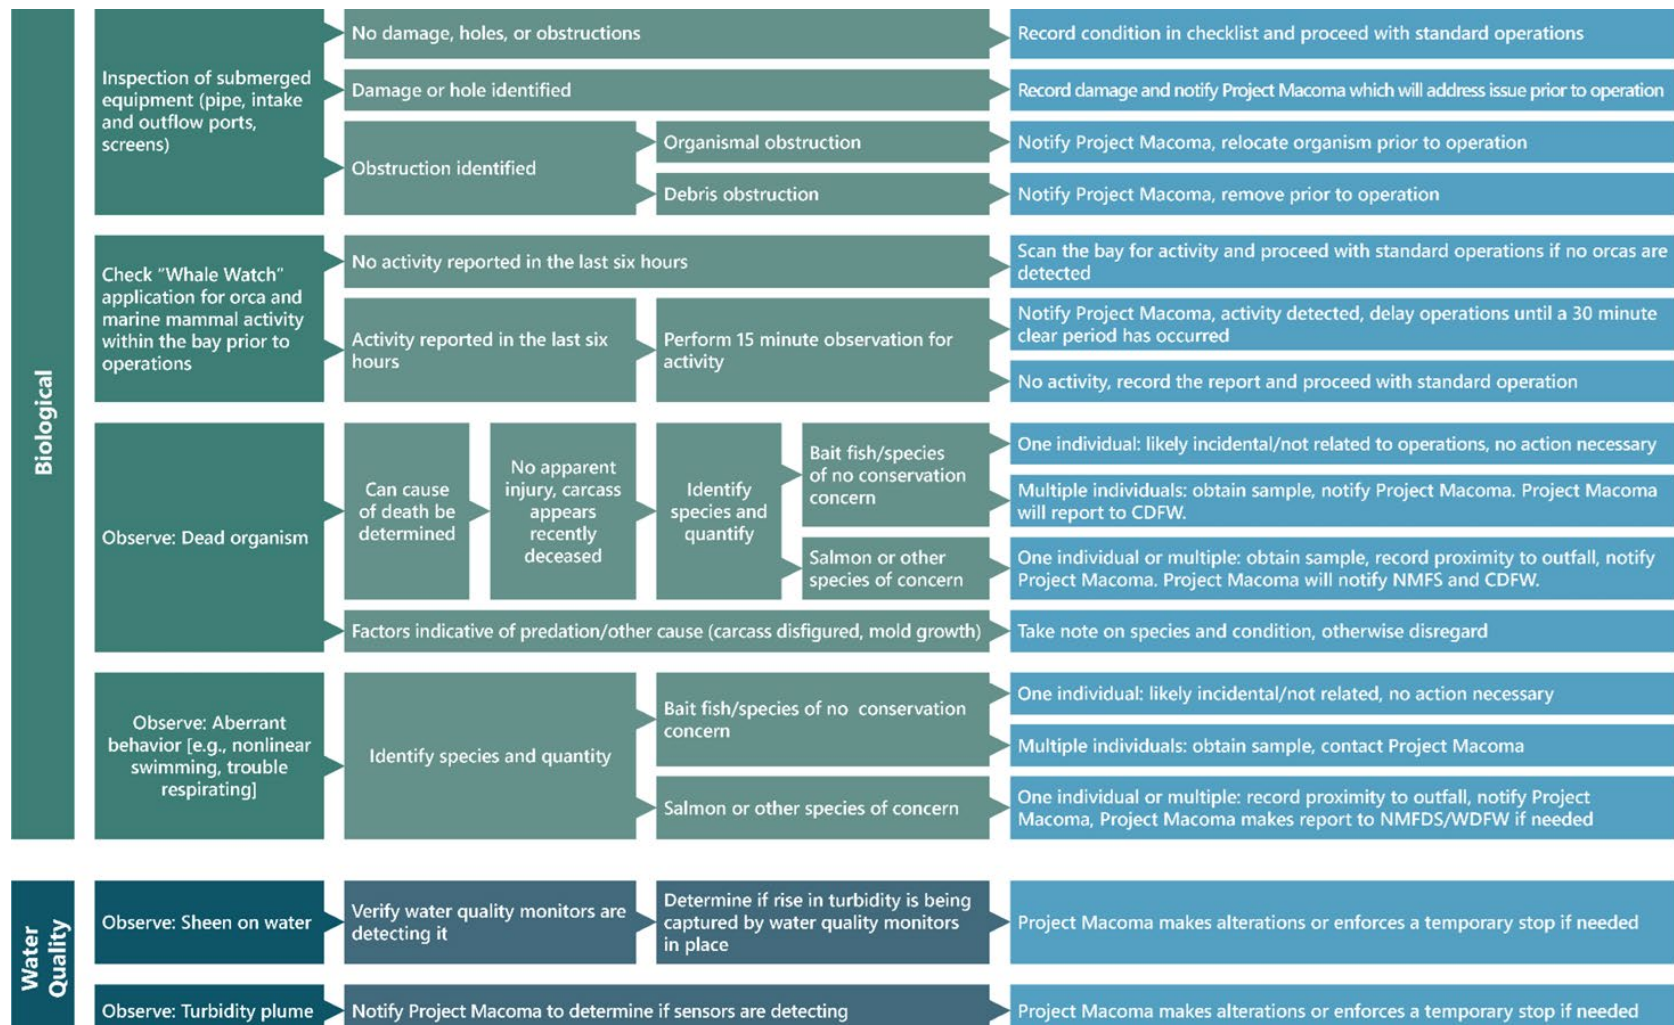 Biological
Inspection of submerged
equipment (pipe, intake
and outflow ports,
screens)
No damage, holes, or obstructions
Record condition in checklist and proceed with standard operations
Damage or hole identified
Record damage and notify Project Macoma which will address issue prior to operation
Obstruction identified
Organismal obstruction
Notify Project Macoma, relocate organism prior to operation
Debris obstruction
Notify Project Macoma, remove prior to operation
Check "Whale Watch"
application for orca and
marine mammal activity
within the bay prior to
operations
No activity reported in the last six hours
Scan the bay for activity and proceed with standard operations if no orcas are
detected
Activity reported in the last six
hours
Perform 15 minute observation for
activity
Notify Project Macoma, activity detected, delay operations until a 30 minute
clear period has occurred
No activity, record the report and proceed with standard operation
Observe: Dead organism
Can cause
of death be
determined
No apparent
injury, carcass
appears
recently
deceased
Identify
species and
quantify
Bait fish/species
of no conservation
concern
One individual: likely incidental/not related to operations, no action necessary
Multiple individuals: obtain sample, notify Project Macoma. Project Macoma
will report to CDFW.
Salmon or other
species of concern
One individual or multiple: obtain sample, record proximity to outfall, notify
Project Macoma. Project Macoma will notify NMFS and CDFW.
Factors indicative of predation/other cause (carcass disfigured, mold growth)
Take note on species and condition, otherwise disregard
Observe: Aberrant
behavior [e.g., nonlinear
swimming, trouble
respirating]
Identify species and quantity
Bait fish/species of no conservation
concern
One individual: likely incidental/not related, no action necessary
Multiple individuals: obtain sample, contact Project Macoma
Salmon or other species of concern
One individual or multiple: record proximity to outfall, notify Project
Macoma, Project Macoma makes report to NMFDS/WDFW if needed
Water
Quality
Observe: Sheen on water
Verify water quality monitors are
detecting it
Determine if rise in turbidity is being
captured by water quality monitors
in place
Project Macoma makes alterations or enforces a temporary stop if needed
Observe: Turbidity plume
Notify Project Macoma to determine if sensors are detecting
Project Macoma makes alterations or enforces a temporary stop if needed